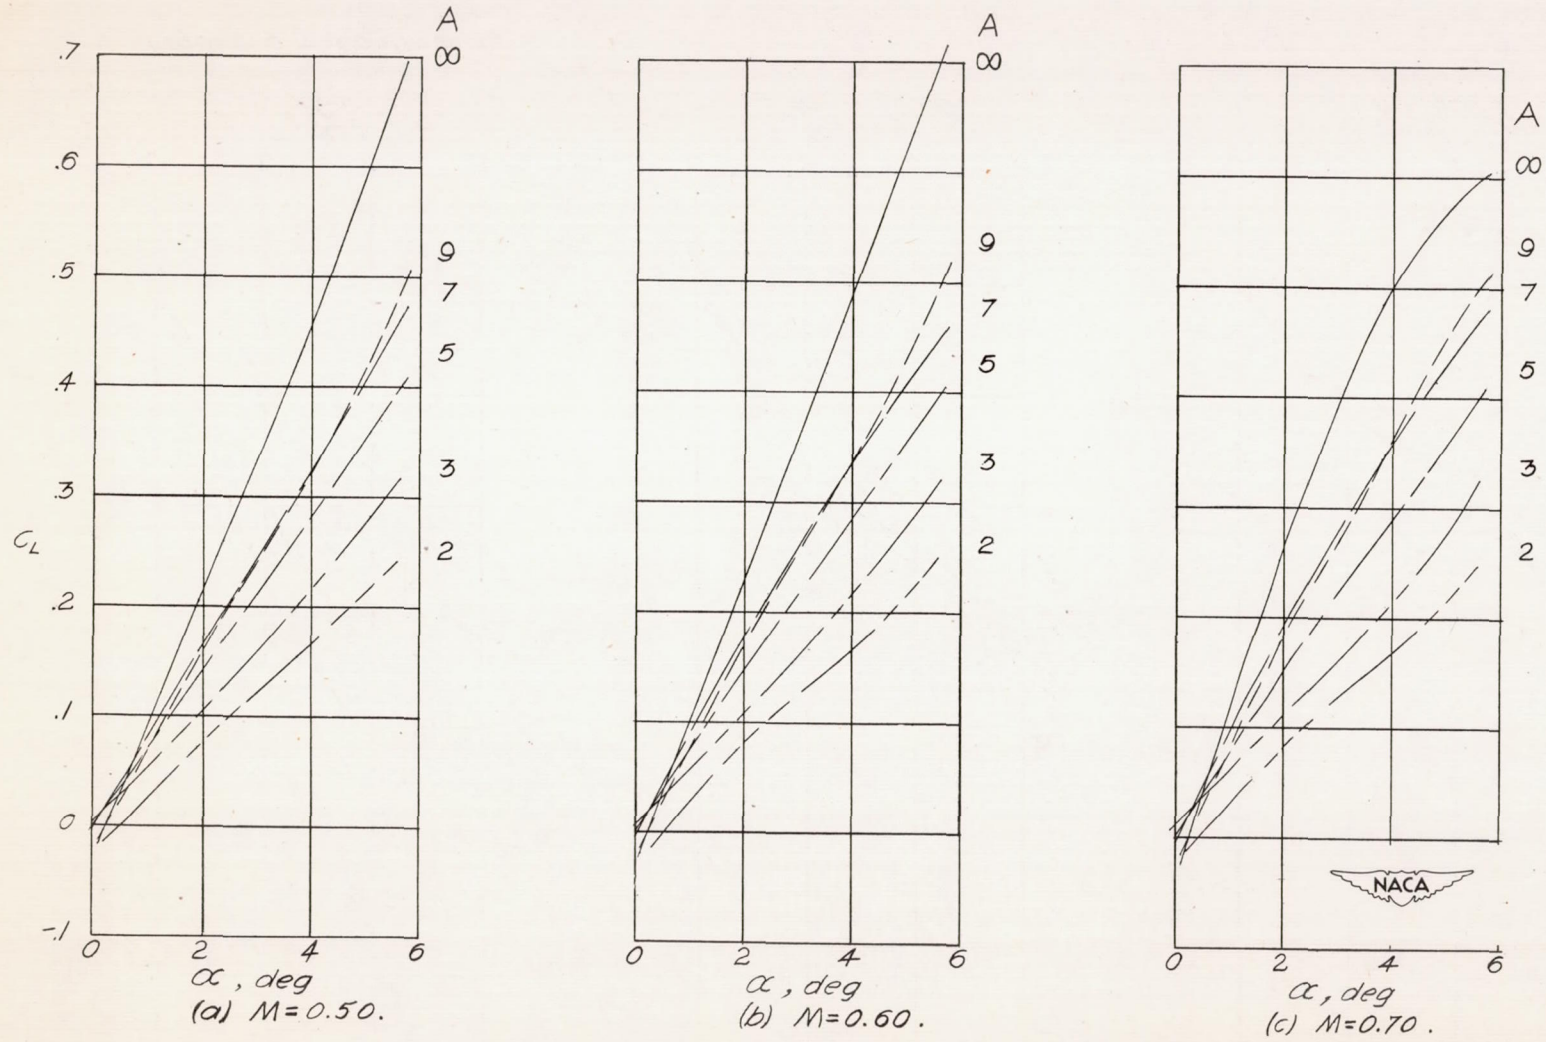 A
.7
∞
.6
9
.5
7
5
.4
3
.3
C_L
2
.2
.1
0
-.1
0 2 4 6
α, deg
(a) M=0.50.
A
∞
9
7
5
3
2
0 2 4 6
α, deg
(b) M=0.60.
A
∞
9
7
5
3
2
NACA
0 2 4 6
α, deg
(c) M=0.70.